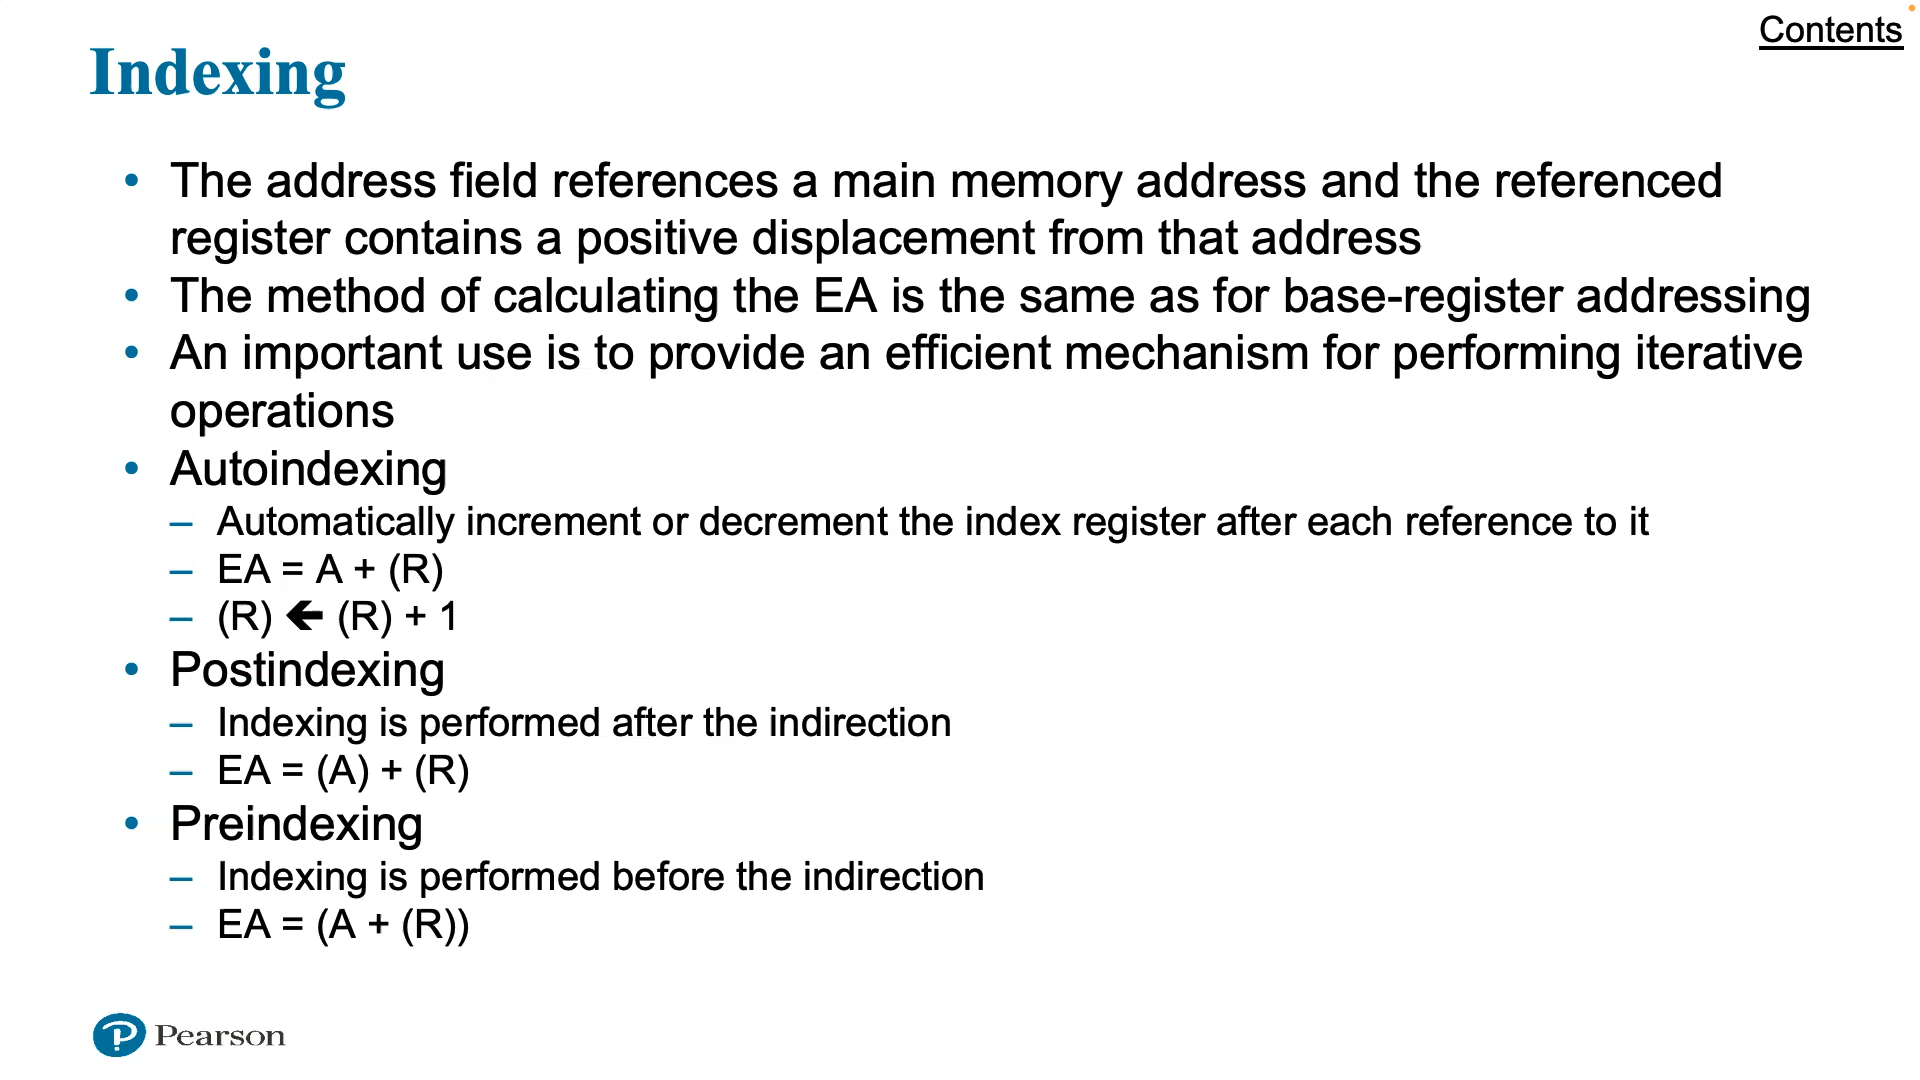 Contents
Indexing
• The address field references a main memory address and the referenced
register contains a positive displacement from that address
• The method of calculating the EA is the same as for base-register addressing
• An important use is to provide an efficient mechanism for performing iterative
operations
• Autoindexing
– Automatically increment or decrement the index register after each reference to it
– EA = A + (R)
– (R) 🡰 (R) + 1
• Postindexing
– Indexing is performed after the indirection
– EA = (A) + (R)
• Preindexing
– Indexing is performed before the indirection
– EA = (A + (R))
Pearson